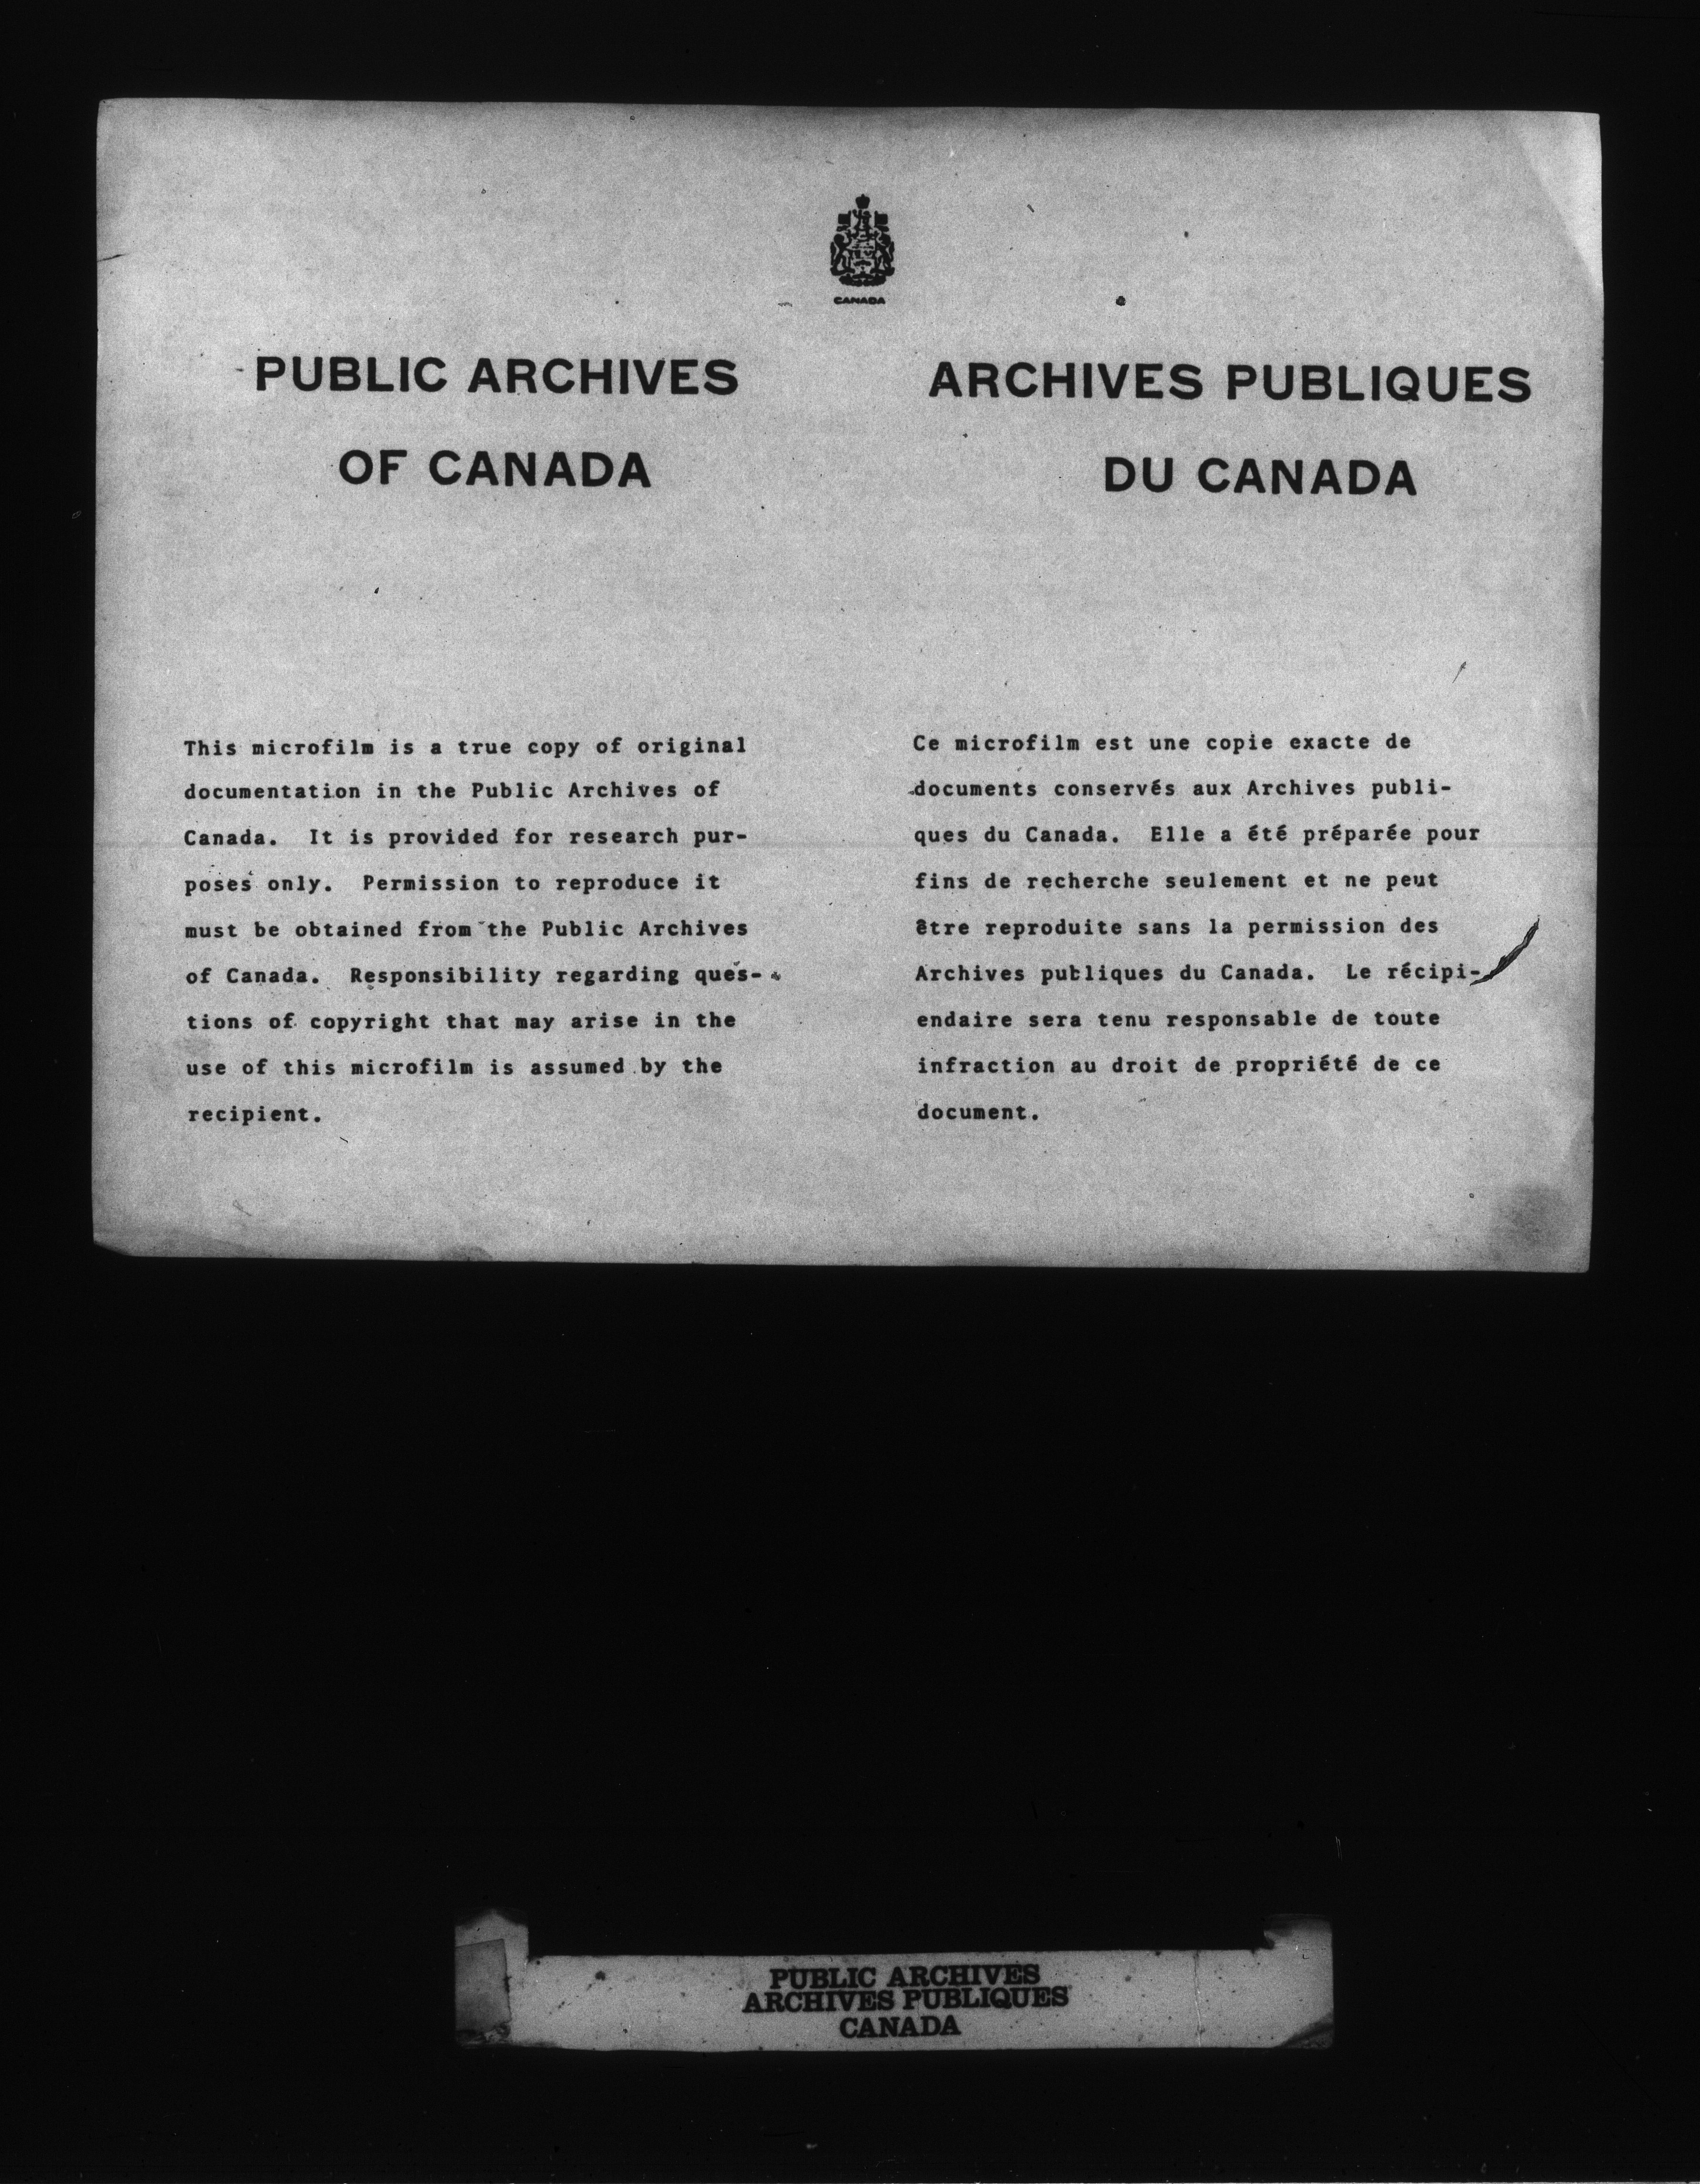 CANADA
PUBLIC ARCHIVES
OF CANADA
This microfilm is a true copy of original
documentation in the Public Archives of
Canada.  It is provided for research pur-
poses only.  Permission to reproduce it
must be obtained from the Public Archives
of Canada.  Responsibility regarding ques-
tions of copyright that may arise in the
use of this microfilm is assumed by the
recipient.
ARCHIVES PUBLIQUES
DU CANADA
Ce microfilm est une copie exacte de
documents conservés aux Archives publi-
ques du Canada.  Elle a été préparée pour
fins de recherche seulement et ne peut
être reproduite sans la permission des
Archives publiques du Canada.  Le récipi-
endaire sera tenu responsable de toute
infraction au droit de propriété de ce
document.
PUBLIC ARCHIVES
ARCHIVES PUBLIQUES
CANADA